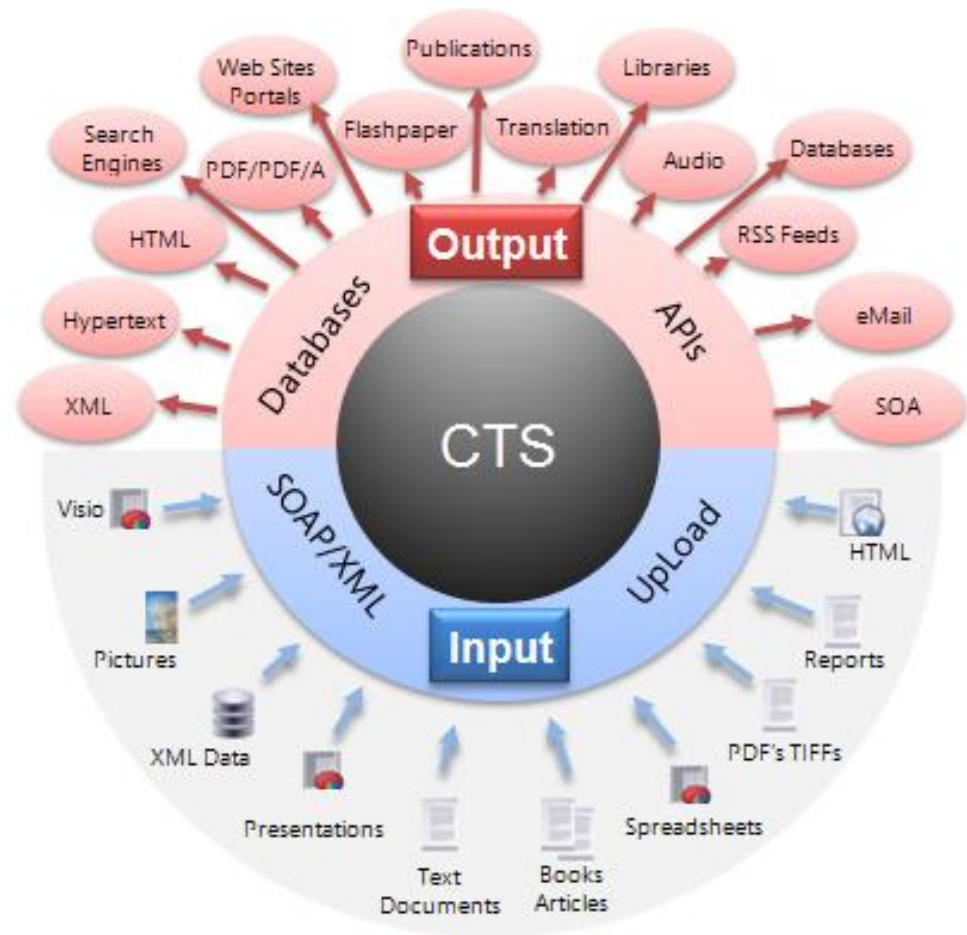 Publications
Web Sites
Portals
Libraries
Flashpaper
Translation
Search
Engines
PDF/PDF/A
Audio
Databases
HTML
Output
RSS Feeds
Databases
APIs
Hypertext
eMail
XML
SOA
CTS
SOAP/XML
UpLoad
Visio
HTML
Input
Pictures
Reports
XML Data
PDF's TIFFs
Presentations
Spreadsheets
Text
Documents
Books
Articles